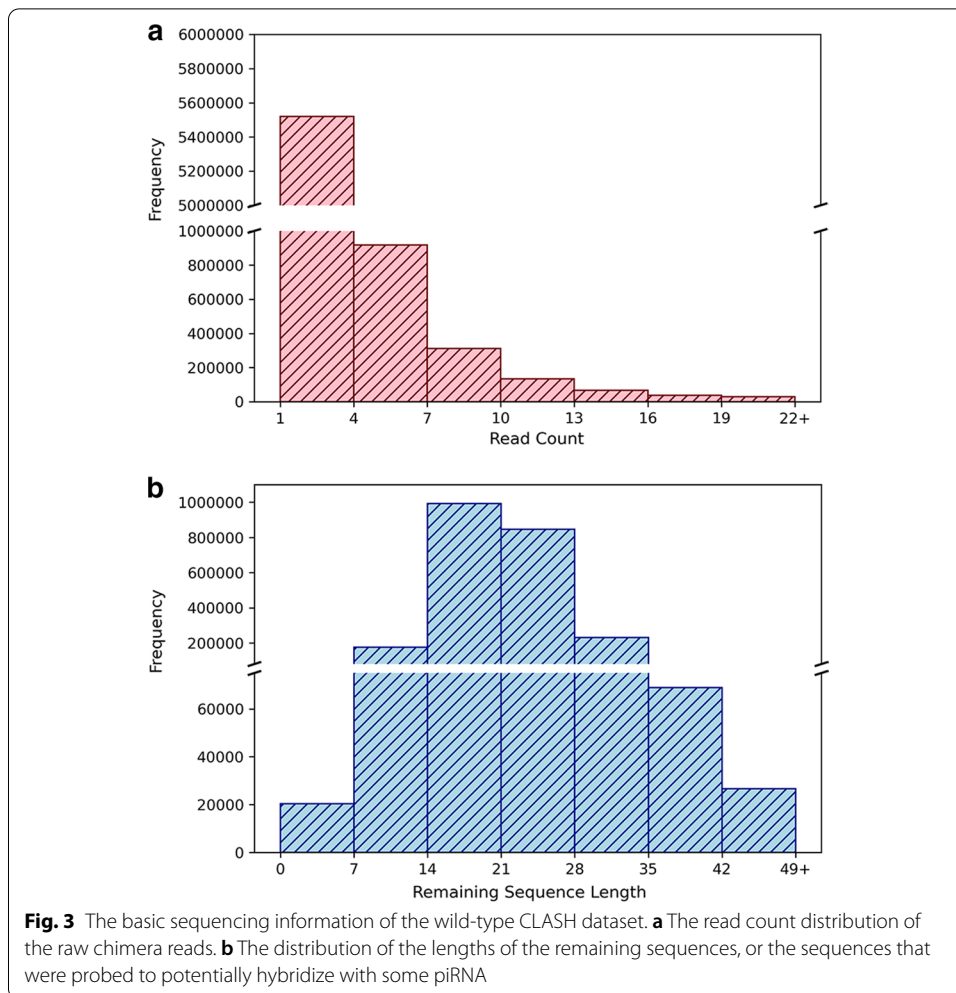 a
6000000
5800000
5600000
5400000
5200000
5000000
1000000
800000
600000
400000
200000
0
Frequency
1 4 7 10 13 16 19 22+
Read Count
b
1000000
800000
600000
400000
200000
60000
40000
20000
0
Frequency
0 7 14 21 28 35 42 49+
Remaining Sequence Length
Fig. 3 The basic sequencing information of the wild-type CLASH dataset. a The read count distribution of
the raw chimera reads. b The distribution of the lengths of the remaining sequences, or the sequences that
were probed to potentially hybridize with some piRNA